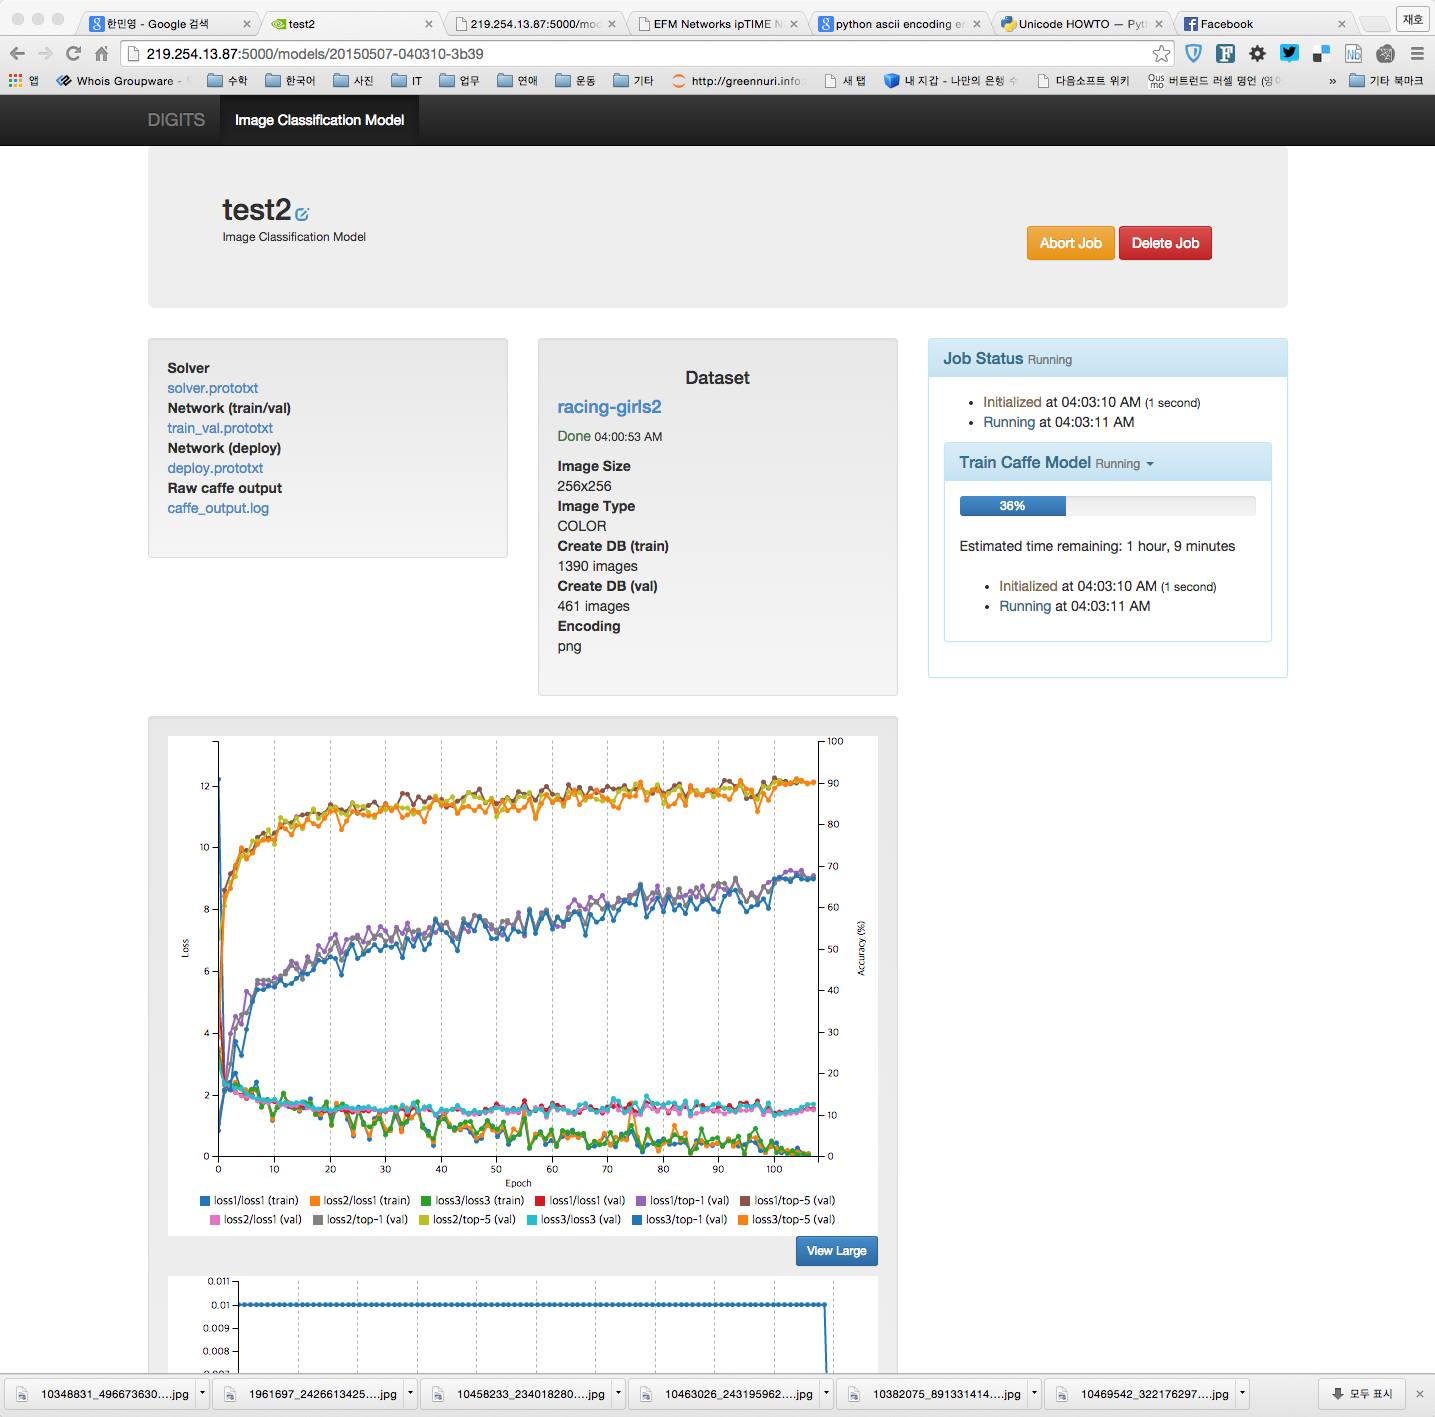 한민영 - Google 검색
test2
219.254.13.87:5000/mod
EFM Networks ipTIME N
python ascii encoding er
Unicode HOWTO — Pyth
Facebook
재호
219.254.13.87:5000/models/20150507-040310-3b39
앱
Whois Groupware -
수학
한국어
사진
IT
업무
연애
운동
기타
http://greennuri.info
새 탭
내 지갑 - 나만의 은행
다음소프트 위키
버트런드 러셀 명언 (영어
»
기타 북마크
DIGITS
Image Classification Model
test2
Image Classification Model
Abort Job
Delete Job
Solver
solver.prototxt
Network (train/val)
train_val.prototxt
Network (deploy)
deploy.prototxt
Raw caffe output
caffe_output.log
Dataset
racing-girls2
Done 04:00:53 AM
Image Size
256x256
Image Type
COLOR
Create DB (train)
1390 images
Create DB (val)
461 images
Encoding
png
Job Status Running
Initialized at 04:03:10 AM (1 second)
Running at 04:03:11 AM
Train Caffe Model Running
36%
Estimated time remaining: 1 hour, 9 minutes
Initialized at 04:03:10 AM (1 second)
Running at 04:03:11 AM
12
10
8
6
4
2
0
Loss
100
90
80
70
60
50
40
30
20
10
0
Accuracy (%)
0 10 20 30 40 50 60 70 80 90 100
Epoch
loss1/loss1 (train) loss2/loss1 (train) loss3/loss3 (train) loss1/loss1 (val) loss1/top-1 (val) loss1/top-5 (val)
loss2/loss1 (val) loss2/top-1 (val) loss2/top-5 (val) loss3/loss3 (val) loss3/top-1 (val) loss3/top-5 (val)
View Large
0.011
0.01
0.009
0.008
10348831_496673630....jpg
1961697_2426613425....jpg
10458233_234018280....jpg
10463026_243195962....jpg
10382075_891331414....jpg
10469542_322176297....jpg
모두 표시